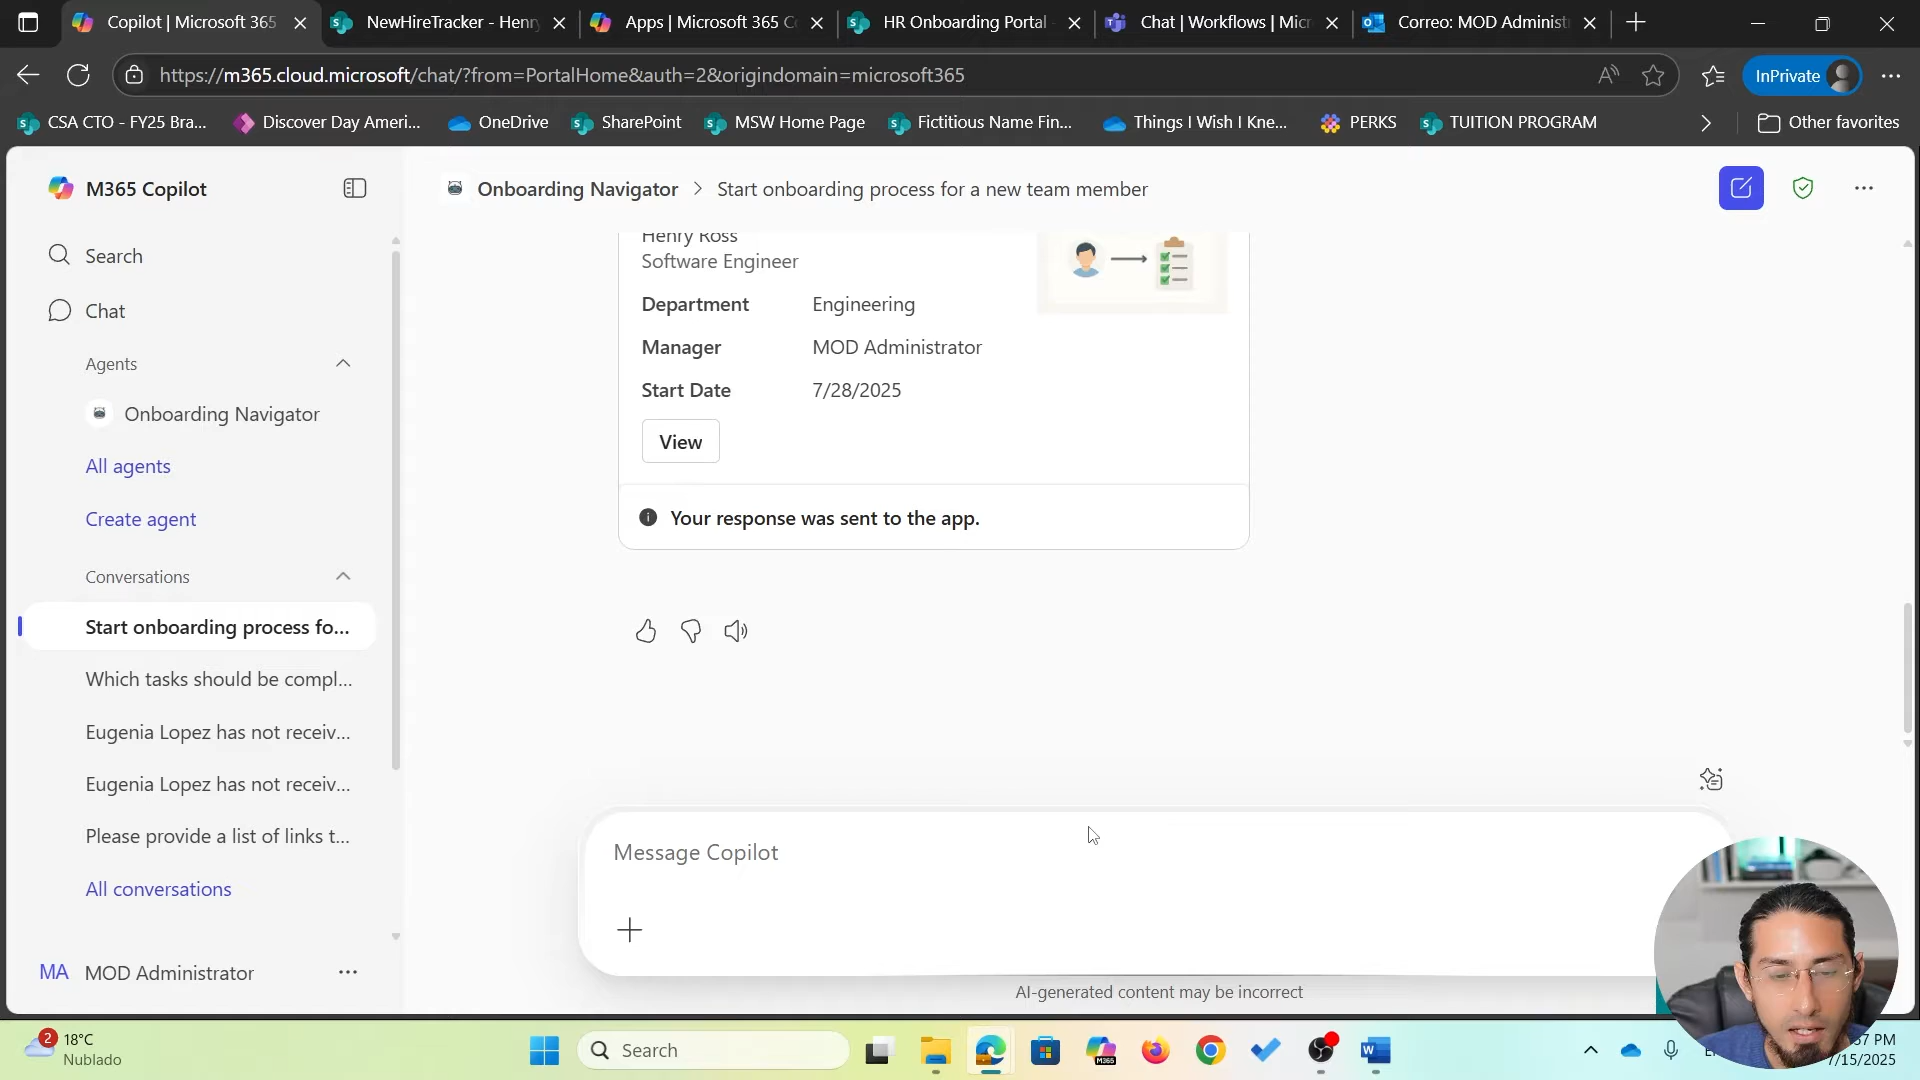 Copilot | Microsoft 365
NewHireTracker - Henry
Apps | Microsoft 365 Co
HR Onboarding Portal -
Chat | Workflows | Micr
Correo: MOD Administ
https://m365.cloud.microsoft/chat/?from=PortalHome&auth=2&origindomain=microsoft365
InPrivate
CSA CTO - FY25 Bra...
Discover Day Ameri...
OneDrive
SharePoint
MSW Home Page
Fictitious Name Fin...
Things I Wish I Kne...
PERKS
TUITION PROGRAM
Other favorites
M365 Copilot
Search
Chat
Agents
Onboarding Navigator
All agents
Create agent
Conversations
Start onboarding process fo...
Which tasks should be compl...
Eugenia Lopez has not receiv...
Eugenia Lopez has not receiv...
Please provide a list of links t...
All conversations
MA MOD Administrator
Onboarding Navigator > Start onboarding process for a new team member
Henry Ross
Software Engineer
Department Engineering
Manager MOD Administrator
Start Date 7/28/2025
View
Your response was sent to the app.
Message Copilot
AI-generated content may be incorrect
2
18°C
Nublado
Search
M365
57 PM
7/15/2025